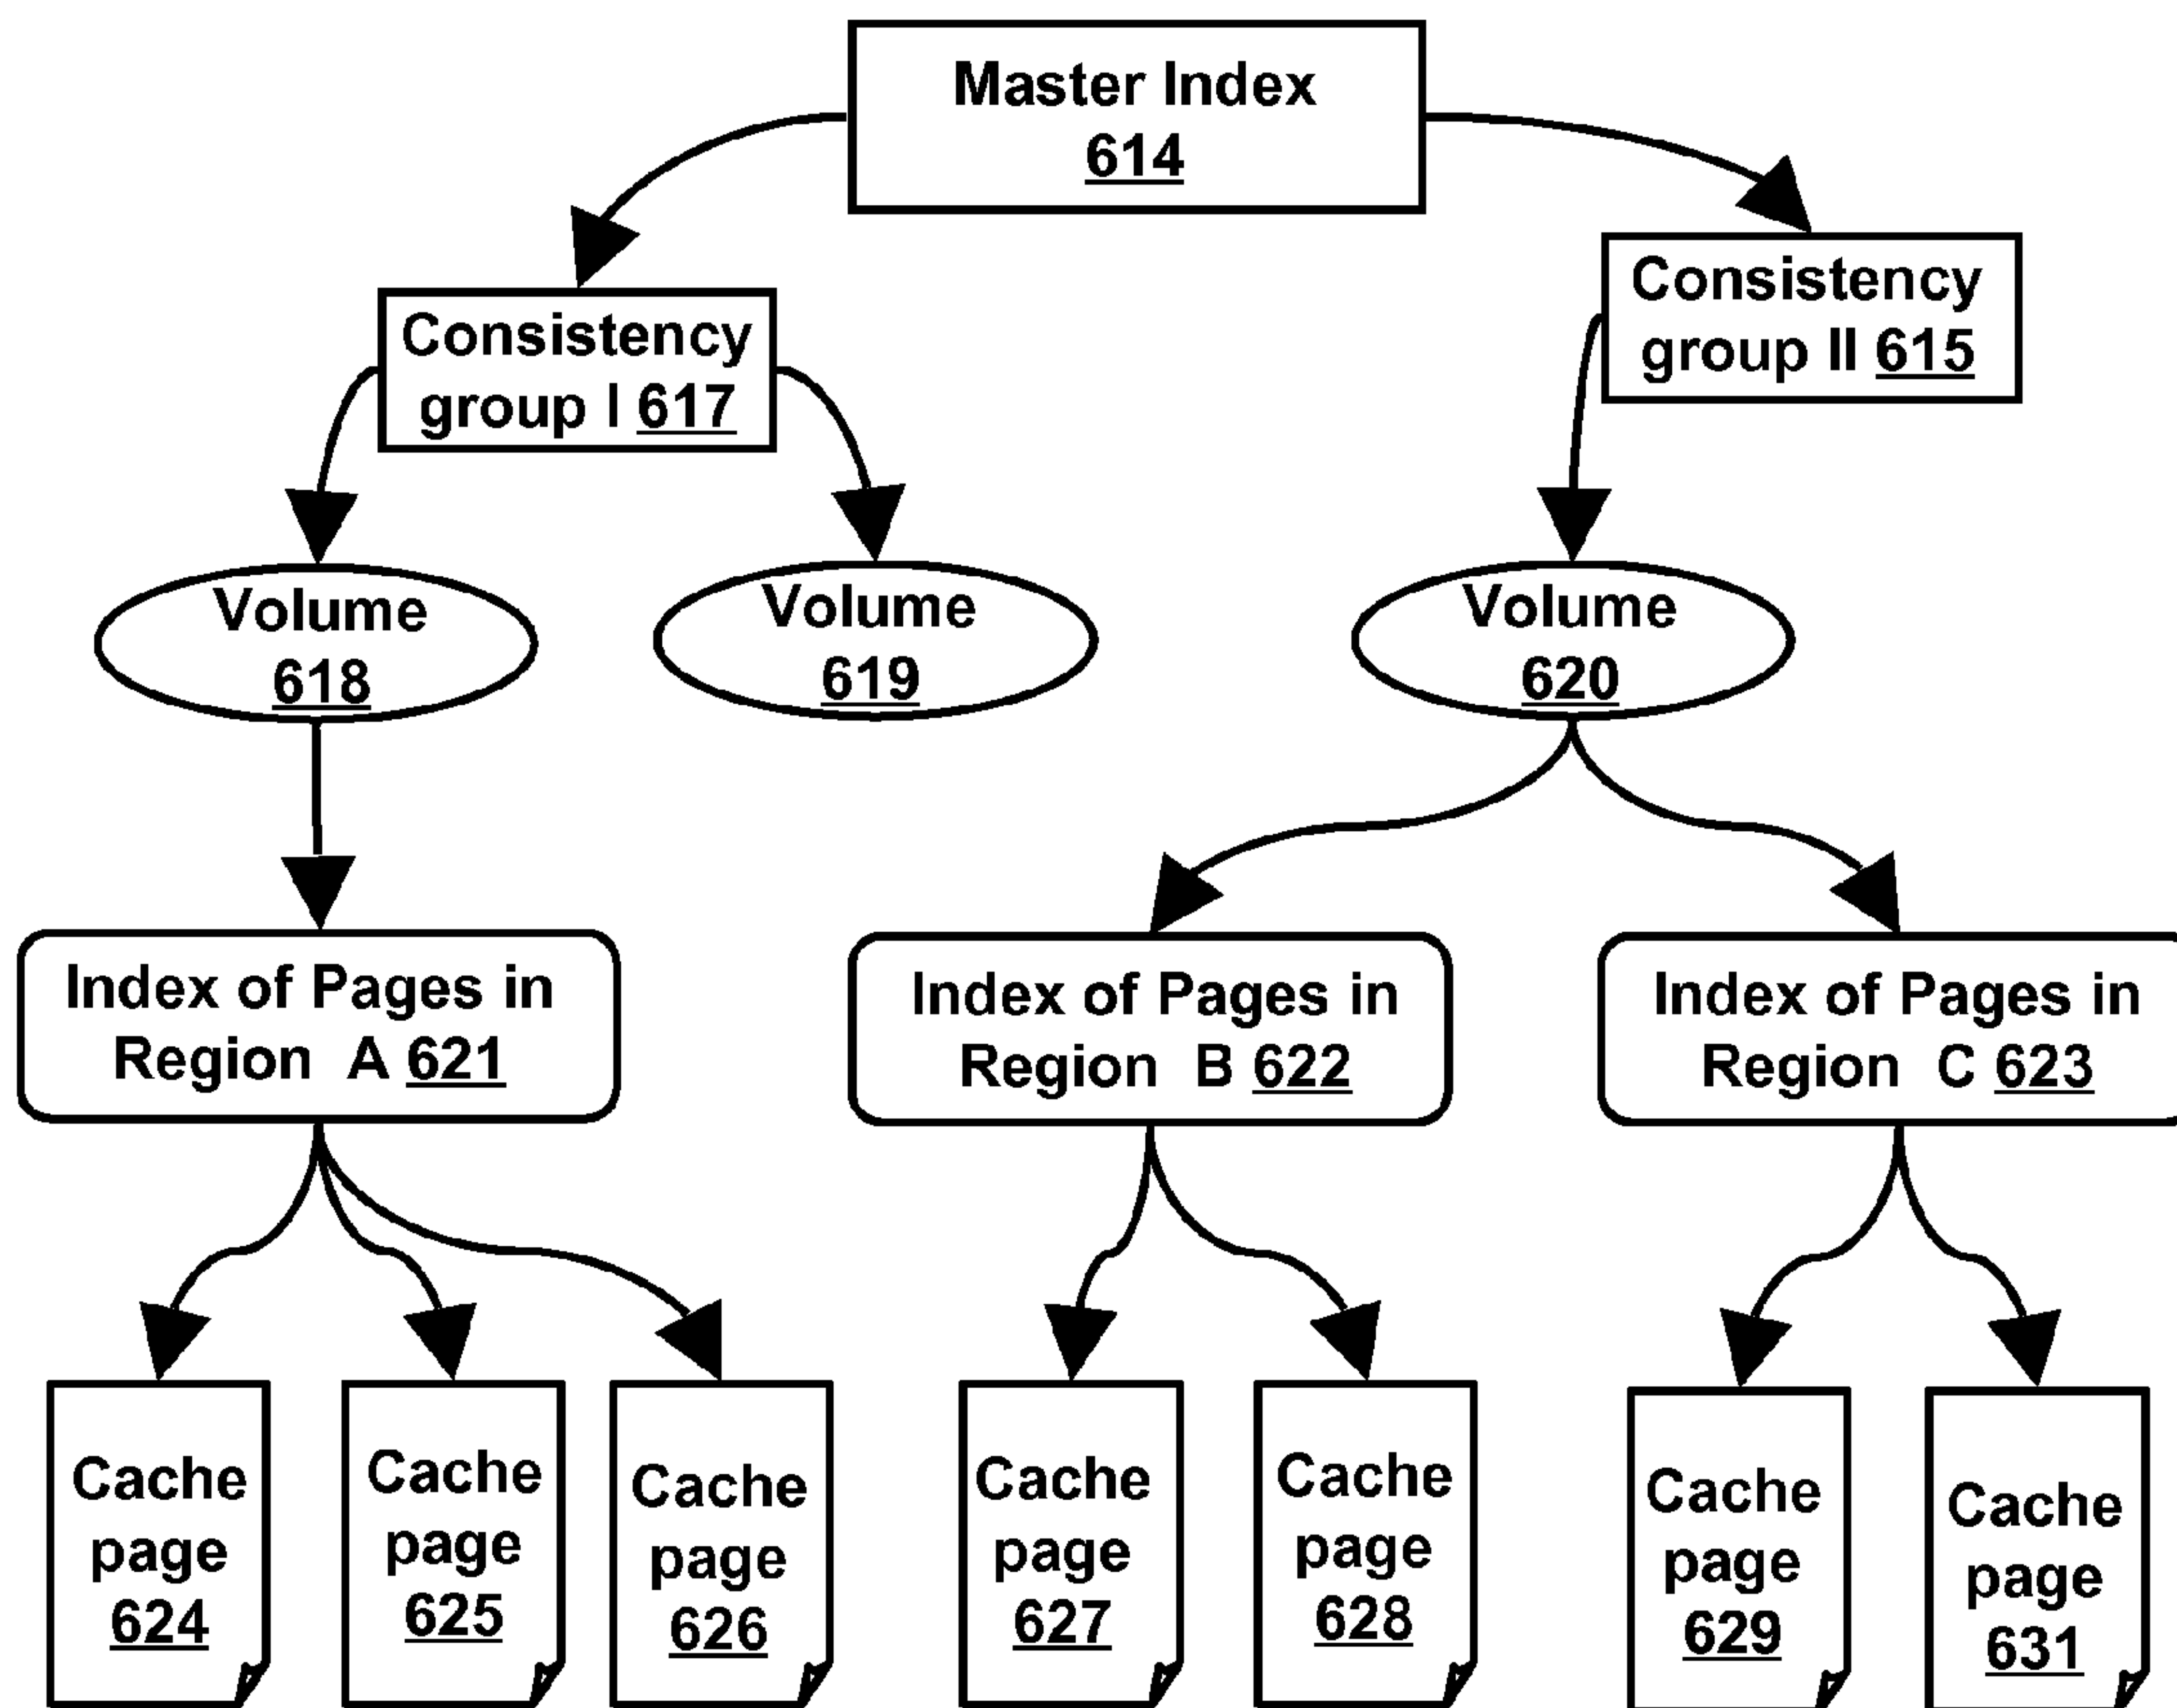 Master Index
614
Consistency
group I 617
Consistency
group II 615
Volume
618
Volume
619
Volume
620
Index of Pages in
Region A 621
Index of Pages in
Region B 622
Index of Pages in
Region C 623
Cache
page
624
Cache
page
625
Cache
page
626
Cache
page
627
Cache
page
628
Cache
page
629
Cache
page
631